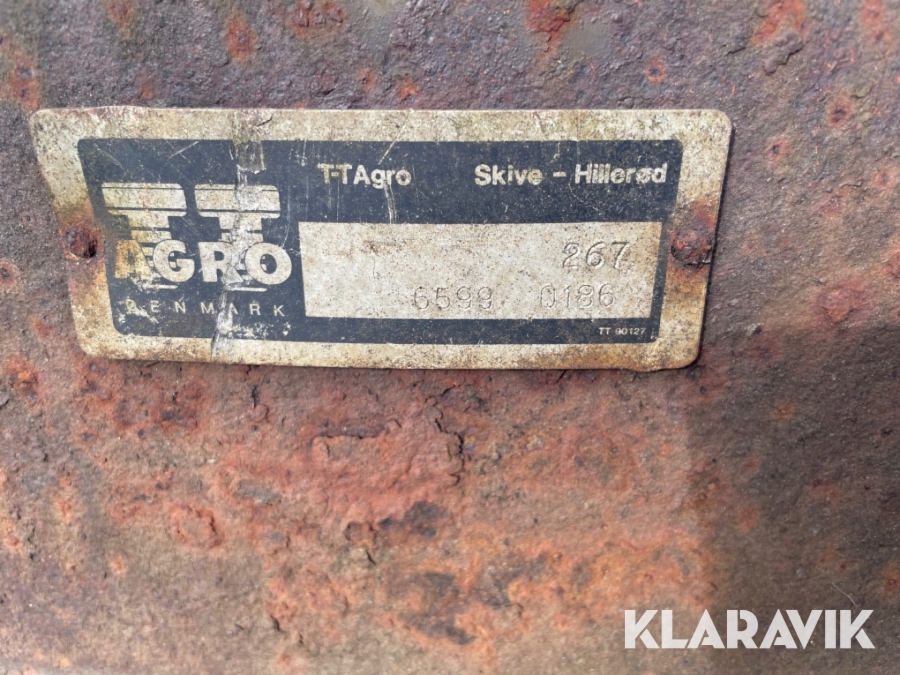 T-TAgro Skive - Hillerød
TT
AGRO
DENMARK
267
6599 0186
TT 90127
KLARAVIK